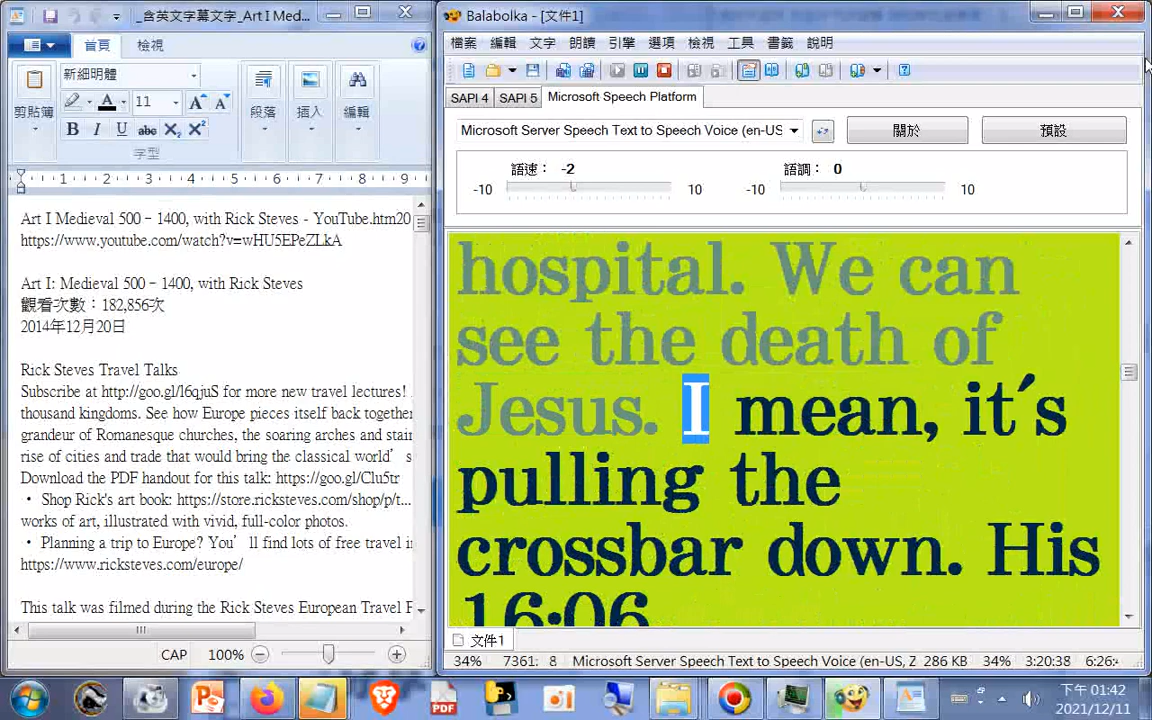 _含英文字幕文字_Art I Med...
首頁
檢視
新細明體
11
剪貼簿
段落
插入
編輯
B I U abc X₂ X²
字型
1 2 3 4 5 6 7 8 9
Art I Medieval 500 – 1400, with Rick Steves - YouTube.htm20
https://www.youtube.com/watch?v=wHU5EPeZLkA
Art I: Medieval 500 – 1400, with Rick Steves
觀看次數：182,856次
2014年12月20日
Rick Steves Travel Talks
Subscribe at http://goo.gl/l6qjuS for more new travel lectures!
thousand kingdoms. See how Europe pieces itself back together
grandeur of Romanesque churches, the soaring arches and stain
rise of cities and trade that would bring the classical world’s
Download the PDF handout for this talk: https://goo.gl/Clu5tr
• Shop Rick's art book: https://store.ricksteves.com/shop/p/t...
works of art, illustrated with vivid, full-color photos.
• Planning a trip to Europe? You’ll find lots of free travel in
https://www.ricksteves.com/europe/
This talk was filmed during the Rick Steves European Travel F
CAP 100%
Balabolka - [文件1]
檔案 編輯 文字 朗讀 引擎 選項 檢視 工具 書籤 說明
SAPI 4 SAPI 5 Microsoft Speech Platform
Microsoft Server Speech Text to Speech Voice (en-US
關於
預設
語速： -2
語調： 0
-10 10 -10 10
hospital. We can
see the death of
Jesus. I mean, it's
pulling the
crossbar down. His
16:06
文件1
34% 7361: 8 Microsoft Server Speech Text to Speech Voice (en-US, Z 286 KB 34% 3:20:38 6:26:
PDF
下午 01:42
2021/12/11